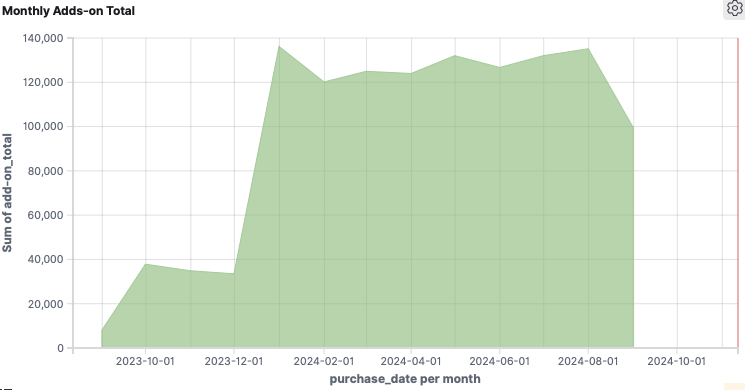 Monthly Adds-on Total
140,000
120,000
100,000
80,000
60,000
40,000
20,000
0
Sum of add-on_total
2023-10-01 2023-12-01 2024-02-01 2024-04-01 2024-06-01 2024-08-01 2024-10-01
purchase_date per month